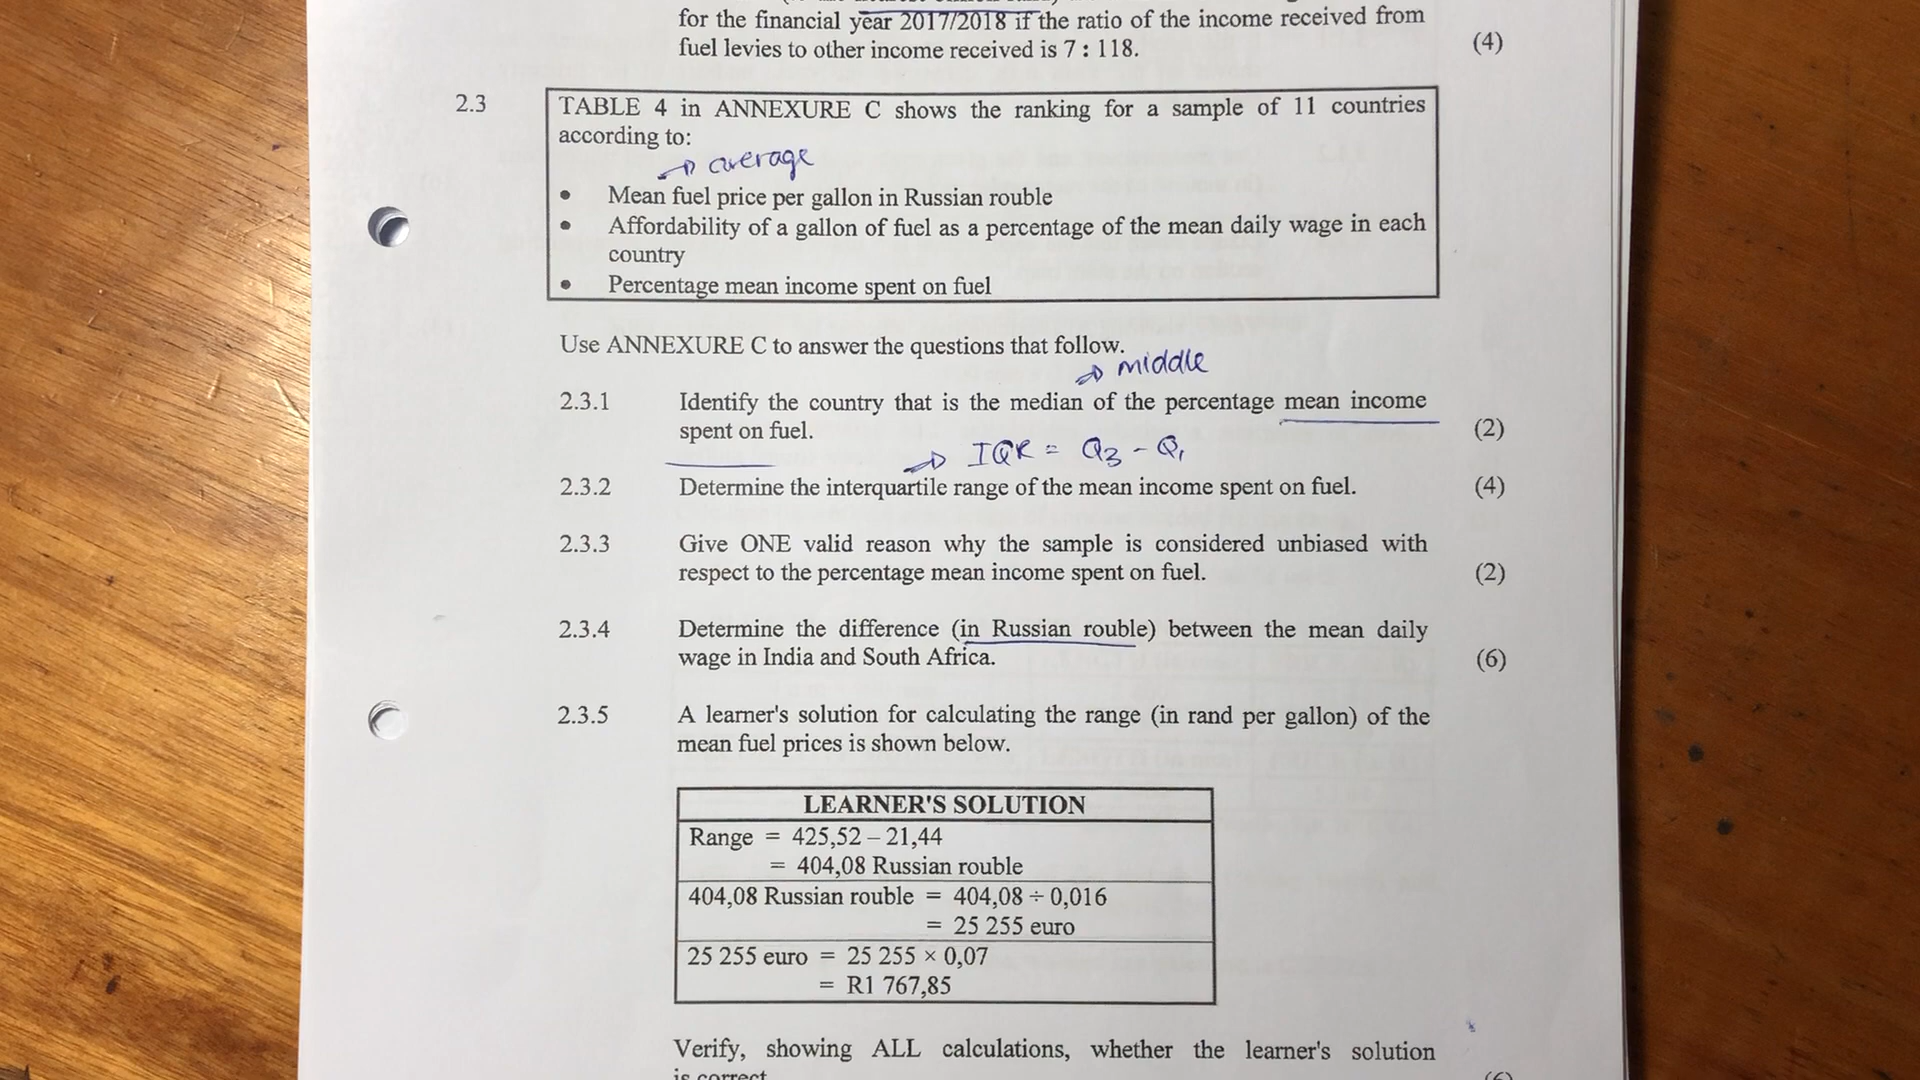 for the financial year 2017/2018 if the ratio of the income received from
fuel levies to other income received is 7 : 118. (4)
2.3 TABLE 4 in ANNEXURE C shows the ranking for a sample of 11 countries
according to:
average
• Mean fuel price per gallon in Russian rouble
• Affordability of a gallon of fuel as a percentage of the mean daily wage in each
country
• Percentage mean income spent on fuel
Use ANNEXURE C to answer the questions that follow.
middle
2.3.1 Identify the country that is the median of the percentage mean income
spent on fuel. (2)
IQR = Q3 - Q1
2.3.2 Determine the interquartile range of the mean income spent on fuel. (4)
2.3.3 Give ONE valid reason why the sample is considered unbiased with
respect to the percentage mean income spent on fuel. (2)
2.3.4 Determine the difference (in Russian rouble) between the mean daily
wage in India and South Africa. (6)
2.3.5 A learner's solution for calculating the range (in rand per gallon) of the
mean fuel prices is shown below.
LEARNER'S SOLUTION
Range = 425,52 – 21,44
= 404,08 Russian rouble
404,08 Russian rouble = 404,08 ÷ 0,016
= 25 255 euro
25 255 euro = 25 255 × 0,07
= R1 767,85
Verify, showing ALL calculations, whether the learner's solution
is correct